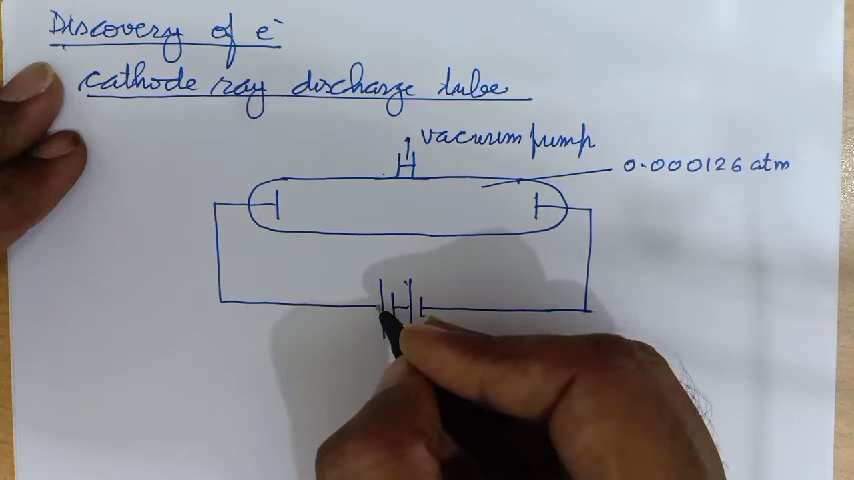 Discovery of e⁻
cathode ray discharge tube
vacuum pump
0.000126 atm